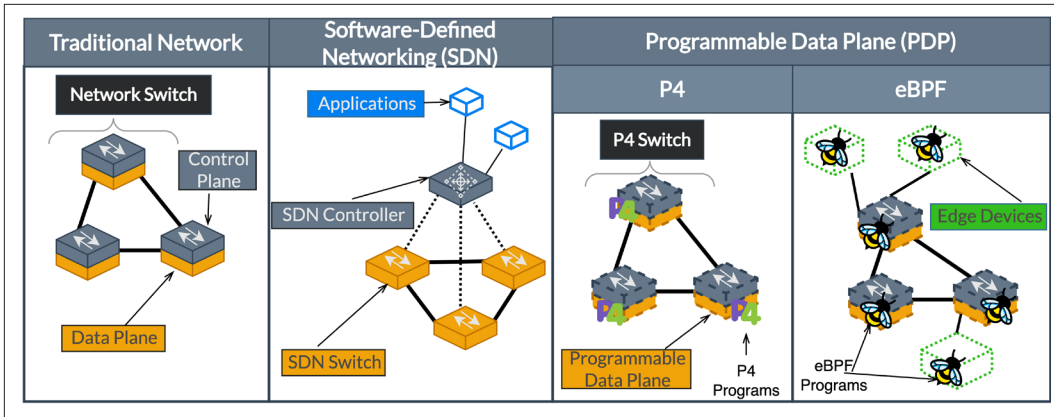 Traditional Network
Software-Defined
Networking (SDN)
Programmable Data Plane (PDP)
P4
eBPF
Network Switch
Control
Plane
Data Plane
Applications
SDN Controller
SDN Switch
P4 Switch
P4
P4
P4
Programmable
Data Plane
P4
Programs
Edge Devices
eBPF
Programs